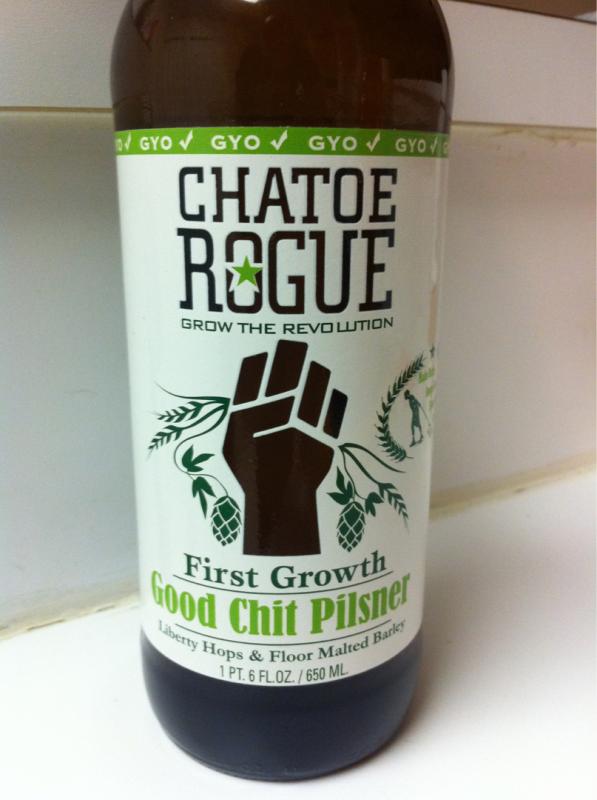 GYO GYO GYO GYO
CHATOE
ROGUE
GROW THE REVOLUTION
First Growth
Good Chit Pilsner
Liberty Hops & Floor Malted Barley
1 PT. 6 FL.OZ. / 650 ML.